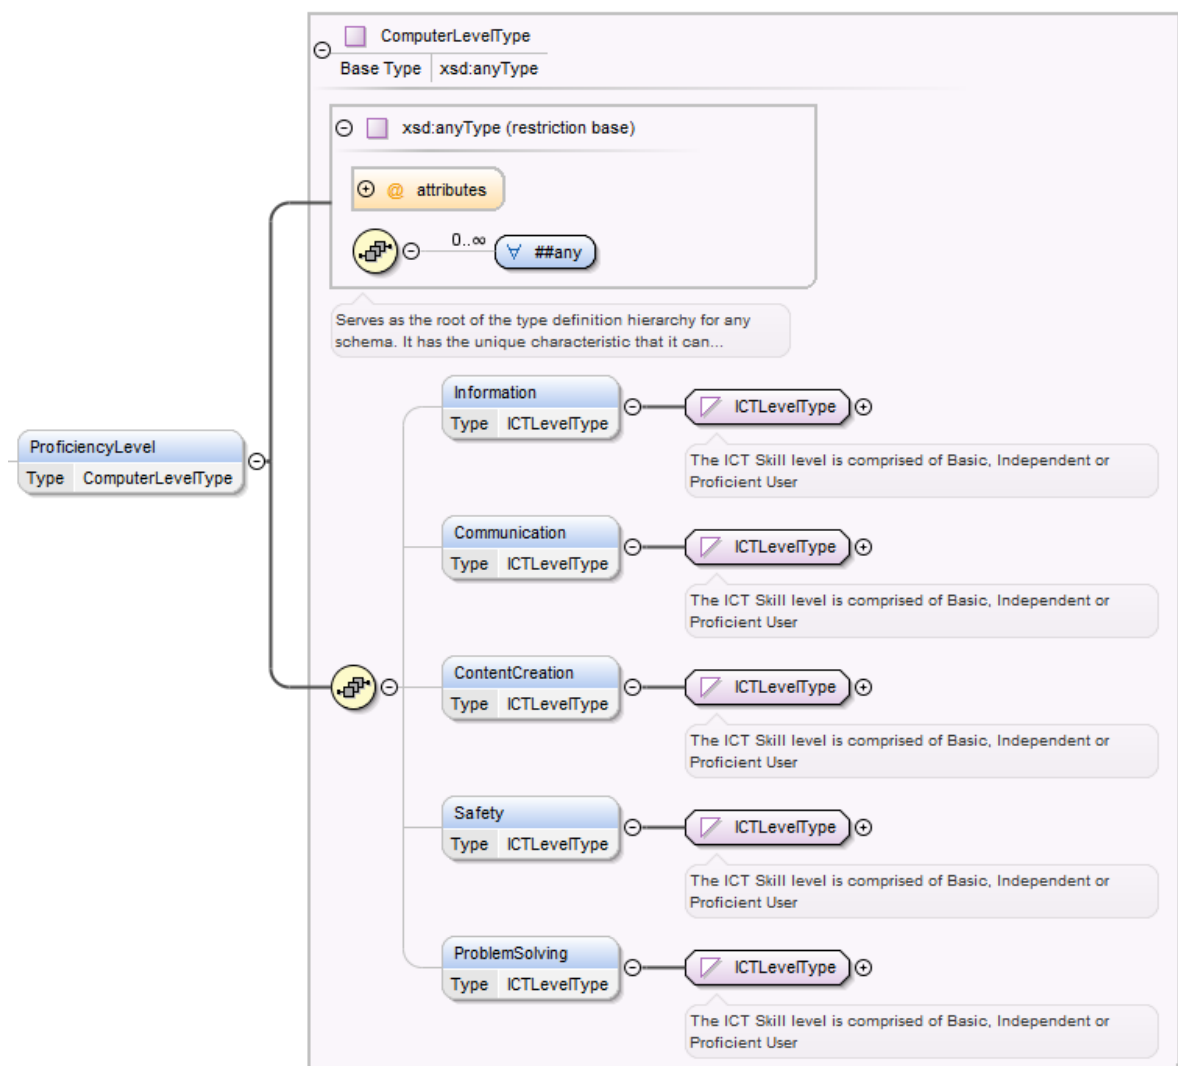 ComputerLevelType
Base Type xsd:anyType
xsd:anyType (restriction base)
@ attributes
0..∞
∀ ##any
Serves as the root of the type definition hierarchy for any
schema. It has the unique characteristic that it can...
ProficiencyLevel
Type ComputerLevelType
Information
Type ICTLevelType
ICTLevelType
The ICT Skill level is comprised of Basic, Independent or
Proficient User
Communication
Type ICTLevelType
ICTLevelType
The ICT Skill level is comprised of Basic, Independent or
Proficient User
ContentCreation
Type ICTLevelType
ICTLevelType
The ICT Skill level is comprised of Basic, Independent or
Proficient User
Safety
Type ICTLevelType
ICTLevelType
The ICT Skill level is comprised of Basic, Independent or
Proficient User
ProblemSolving
Type ICTLevelType
ICTLevelType
The ICT Skill level is comprised of Basic, Independent or
Proficient User